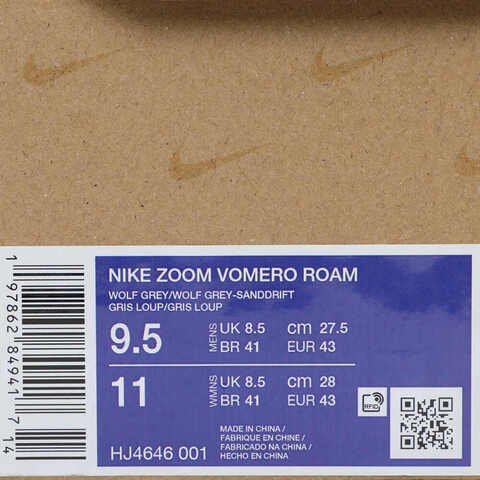 NIKE ZOOM VOMERO ROAM
WOLF GREY/WOLF GREY-SANDDRIFT
GRIS LOUP/GRIS LOUP
9.5 MENS UK 8.5 cm 27.5
BR 41 EUR 43
11 WMNS UK 8.5 cm 28
BR 41 EUR 43
RFID
HJ4646 001
MADE IN CHINA /
FABRIQUE EN CHINE /
FABRICADO NA CHINA /
HECHO EN CHINA
1 97862 84941 7 14